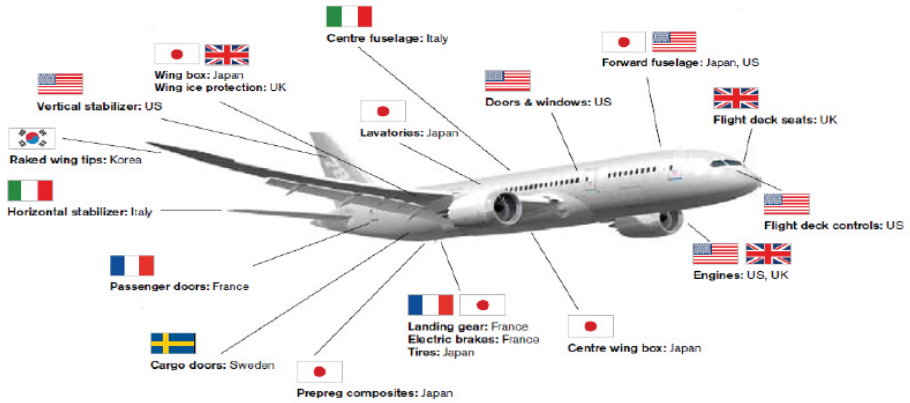 Centre fuselage: Italy
Wing box: Japan
Wing ice protection: UK
Forward fuselage: Japan, US
Vertical stabilizer: US
Doors & windows: US
Flight deck seats: UK
Lavatories: Japan
Raked wing tips: Korea
Horizontal stabilizer: Italy
Flight deck controls: US
Engines: US, UK
Passenger doors: France
Landing gear: France
Electric brakes: France
Tires: Japan
Centre wing box: Japan
Cargo doors: Sweden
Prepreg composites: Japan